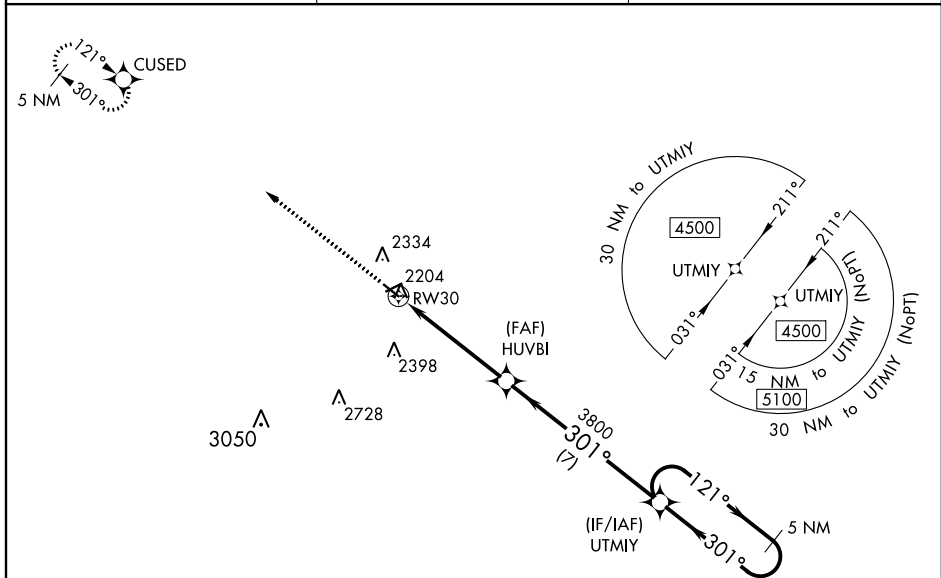 121°
CUSED
5 NM
301°
30 NM to UTMIY
4500
211°
UTMIY
031°
211°
UTMIY
4500
031°
15 NM to UTMIY (NoPT)
5100
30 NM to UTMIY (NoPT)
2334
2204
RW30
(FAF)
HUVBI
2398
2728
3050
3800
301°
(7)
121°
5 NM
(IF/IAF)
UTMIY
301°